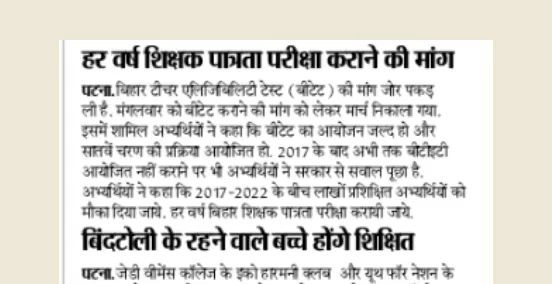 हर वर्ष शिक्षक पात्रता परीक्षा कराने की मांग
पटना. बिहार टीचर एलिजिबिलिटी टेस्ट (बीटेट) की मांग जोर पकड़
ली है. मंगलवार को बीटेट कराने की मांग को लेकर मार्च निकाला गया.
इसमें शामिल अभ्यर्थियों ने कहा कि बीटेट का आयोजन जल्द हो और
सातवें चरण की प्रक्रिया आयोजित हो. 2017 के बाद अभी तक बीटीइटी
आयोजित नहीं कराने पर भी अभ्यर्थियों ने सरकार से सवाल पूछा है.
अभ्यर्थियों ने कहा कि 2017-2022 के बीच लाखों प्रशिक्षित अभ्यर्थियों को
मौका दिया जाये. हर वर्ष बिहार शिक्षक पात्रता परीक्षा करायी जाये.
बिंदटोली के रहने वाले बच्चे होंगे शिक्षित
पटना. जेडी वीमेंस कॉलेज के इको हारमनी क्लब और यूथ फॉर नेशन के